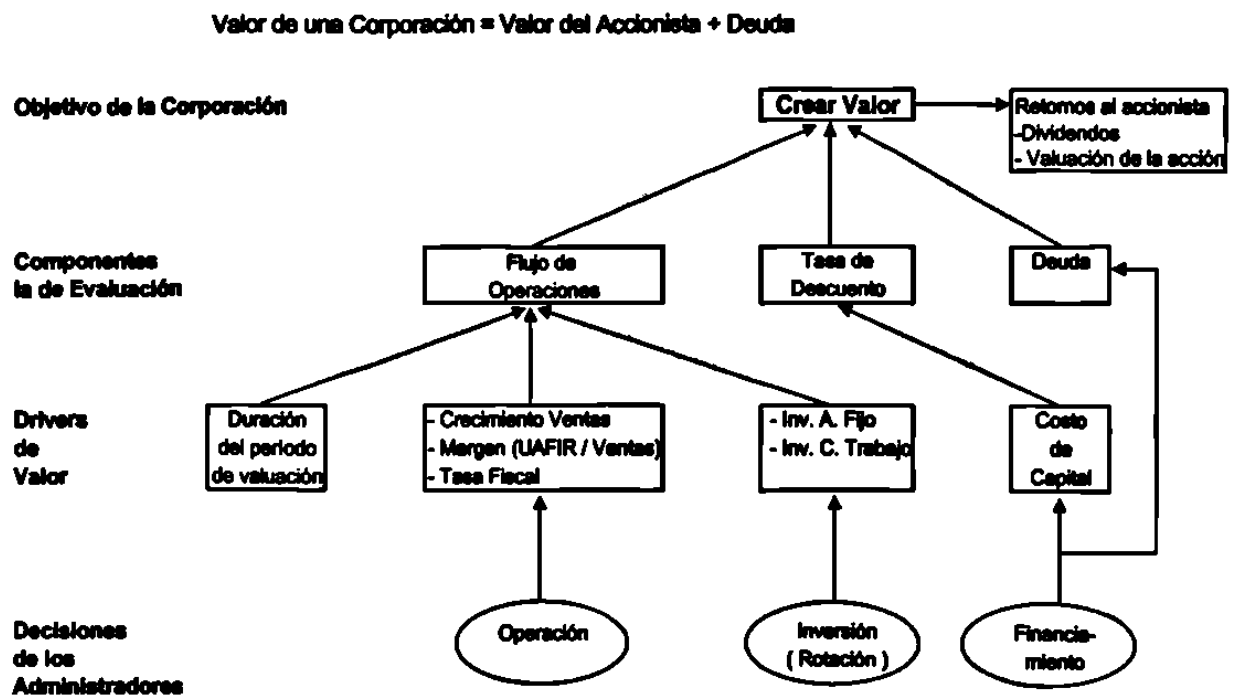 Valor de una Corporación = Valor del Accionista + Deuda
Objetivo de la Corporación
Crear Valor
Retornos al accionista
-Dividendos
- Valuación de la acción
Componentes
la de Evaluación
Flujo de
Operaciones
Tasa de
Descuento
Deuda
Drivers
de
Valor
Duración
del periodo
de valuación
- Crecimiento Ventas
- Margen (UAFIR / Ventas)
- Tasa Fiscal
- Inv. A. Fijo
- Inv. C. Trabajo
Costo
de
Capital
Decisiones
de los
Administradores
Operación
Inversión
( Rotación )
Financia-
miento